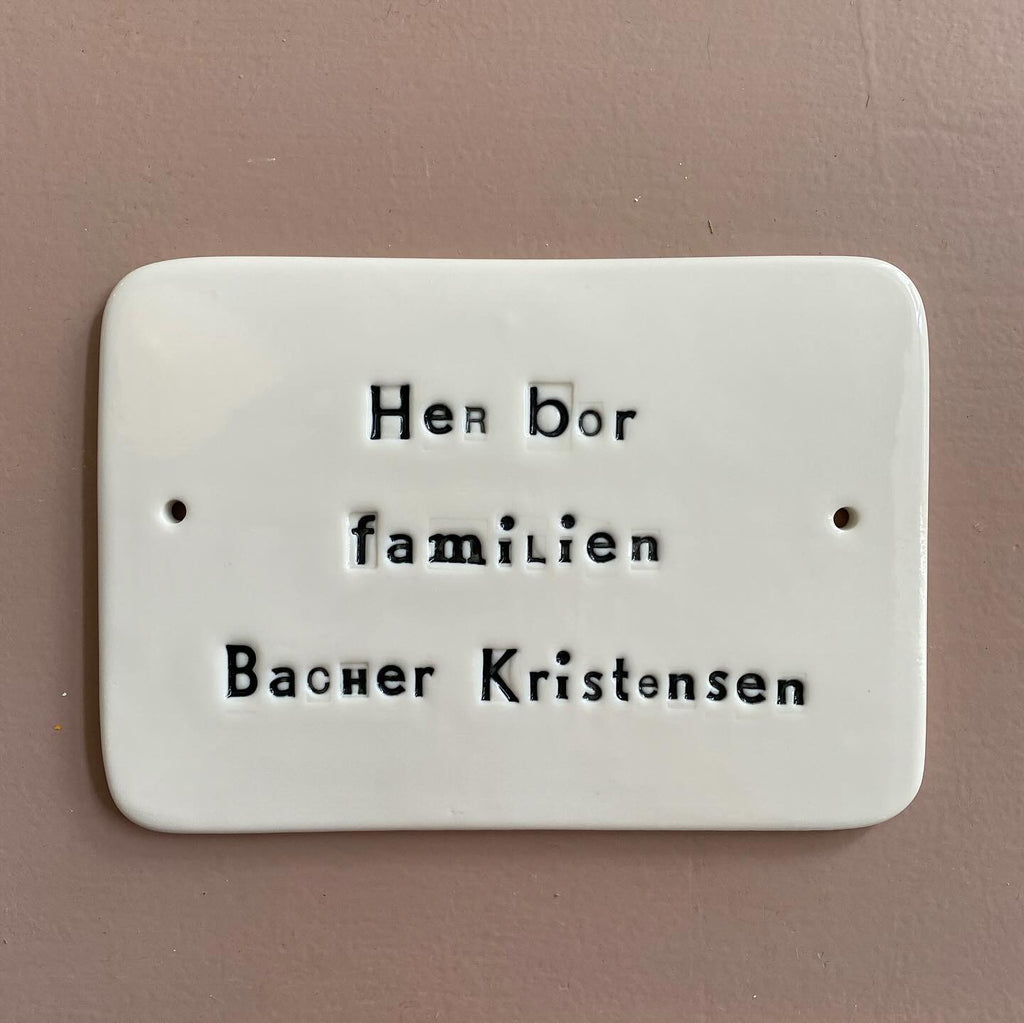 Her bor
familien
Bacher Kristensen